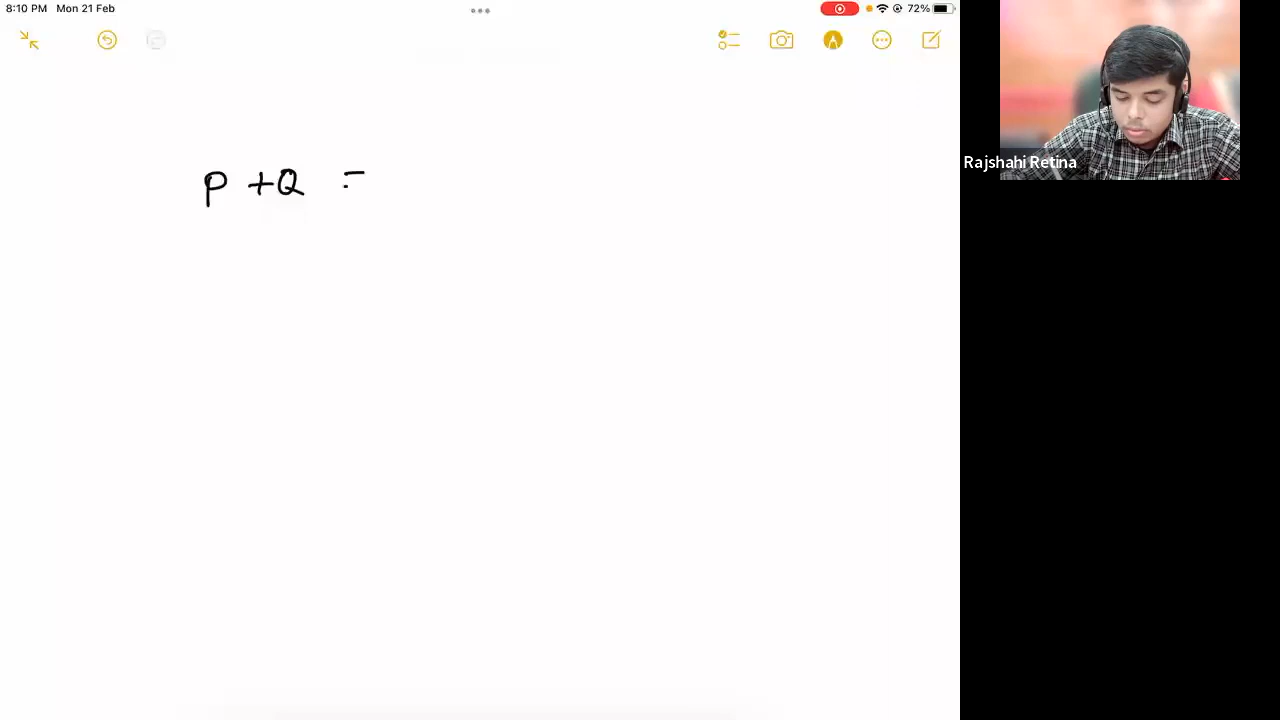 8:10 PM Mon 21 Feb
72%
P + Q =
Rajshahi Retina